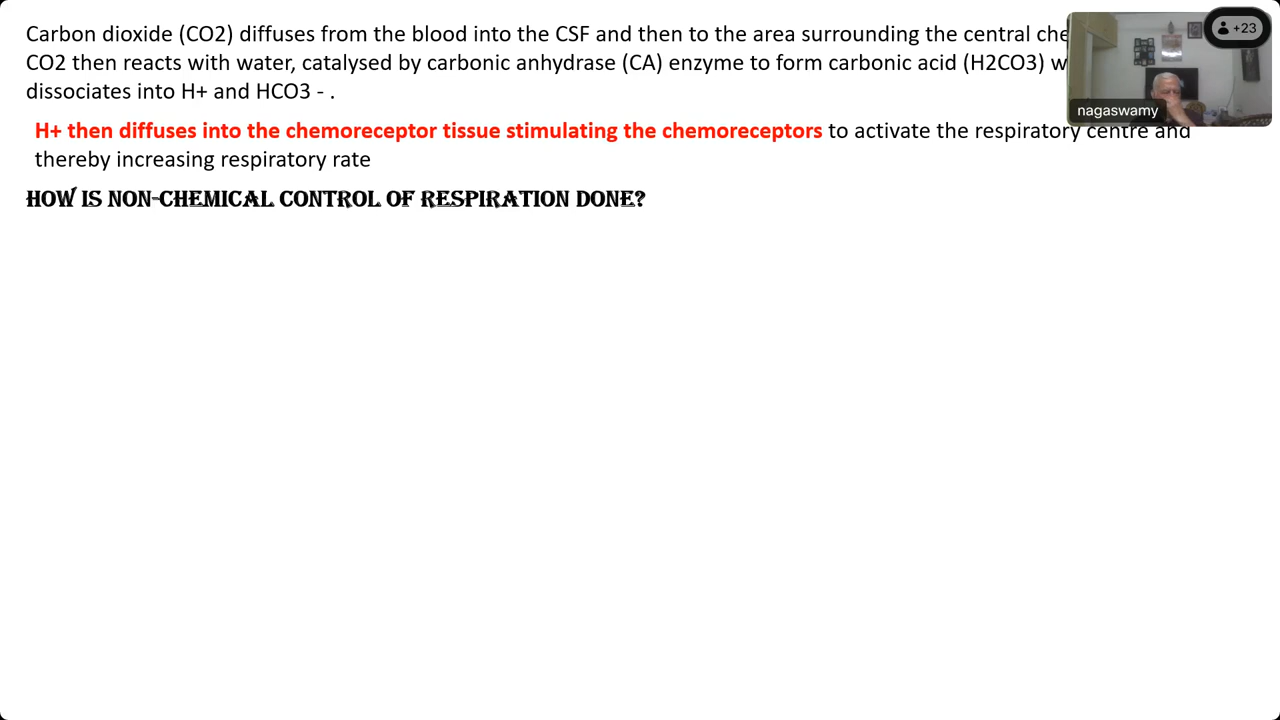 Carbon dioxide (CO2) diffuses from the blood into the CSF and then to the area surrounding the central
CO2 then reacts with water, catalysed by carbonic anhydrase (CA) enzyme to form carbonic acid (H2CO3)
dissociates into H+ and HCO3 - .
H+ then diffuses into the chemoreceptor tissue stimulating the chemoreceptors to activate the respiratory centre and
thereby increasing respiratory rate
HOW IS NON-CHEMICAL CONTROL OF RESPIRATION DONE?
+23
nagaswamy